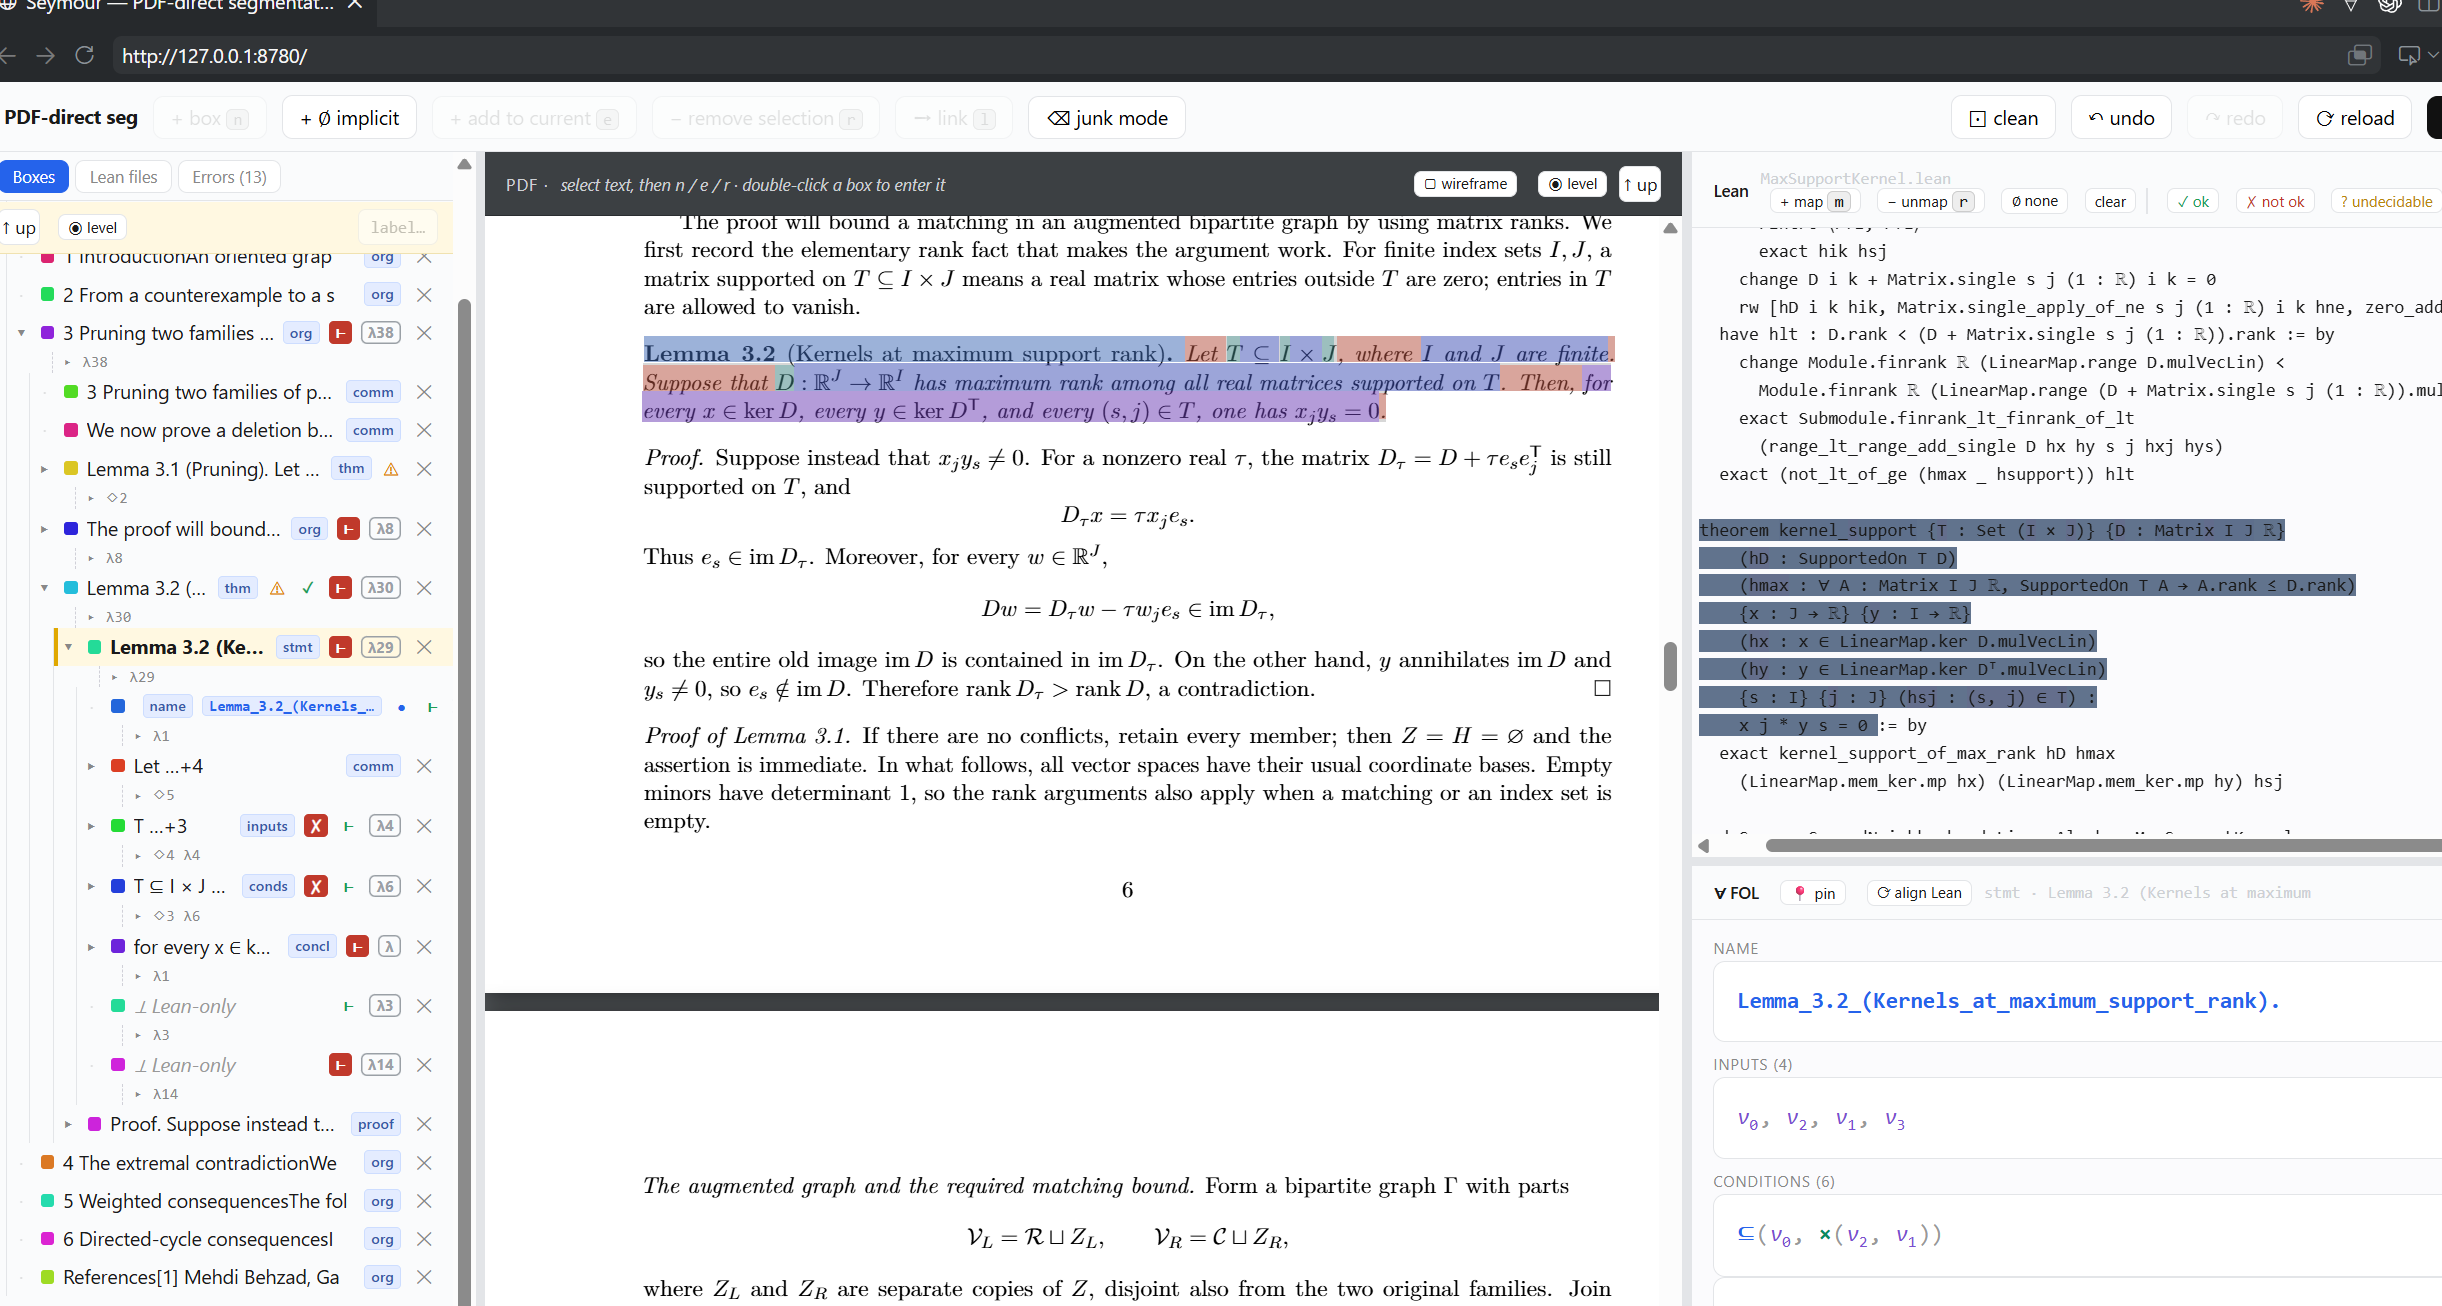 Seymour — PDF-direct segmentat...
http://127.0.0.1:8780/
PDF-direct seg + box n + ∅ implicit + add to current e − remove selection r → link l ⌫ junk mode clean undo redo reload
Boxes Lean files Errors (13)
↑ up ◉ level label…
1 IntroductionAn oriented grap org
2 From a counterexample to a s org
3 Pruning two families ... org ⊢ λ38
λ38
3 Pruning two families of p... comm
We now prove a deletion b... comm
Lemma 3.1 (Pruning). Let ... thm ⚠
◇2
The proof will bound... org ⊢ λ8
λ8
Lemma 3.2 (... thm ⚠ ✓ ⊢ λ30
λ30
Lemma 3.2 (Ke... stmt ⊢ λ29
λ29
name Lemma_3.2_(Kernels_… ⊢
λ1
Let ...+4 comm
◇5
T ...+3 inputs ✗ ⊢ λ4
◇4 λ4
T ⊆ I × J ... conds ✗ ⊢ λ6
◇3 λ6
for every x ∈ k... concl ⊢ λ
λ1
⊥ Lean-only ⊢ λ3
λ3
⊥ Lean-only ⊢ λ14
λ14
Proof. Suppose instead t... proof
4 The extremal contradictionWe org
5 Weighted consequencesThe fol org
6 Directed-cycle consequencesI org
References[1] Mehdi Behzad, Ga org
PDF · select text, then n / e / r · double-click a box to enter it wireframe level ↑ up
The proof will bound a matching in an augmented bipartite graph by using matrix ranks. We
first record the elementary rank fact that makes the argument work. For finite index sets I, J, a
matrix supported on T ⊆ I × J means a real matrix whose entries outside T are zero; entries in T
are allowed to vanish.
Lemma 3.2 (Kernels at maximum support rank). Let T ⊆ I × J, where I and J are finite.
Suppose that D : ℝᴶ → ℝᴵ has maximum rank among all real matrices supported on T. Then, for
every x ∈ ker D, every y ∈ ker Dᵀ, and every (s, j) ∈ T, one has xⱼyₛ = 0.
Proof. Suppose instead that xⱼyₛ ≠ 0. For a nonzero real τ, the matrix D_τ = D + τeₛeⱼᵀ is still
supported on T, and
D_τx = τxⱼeₛ.
Thus eₛ ∈ im D_τ. Moreover, for every w ∈ ℝᴶ,
Dw = D_τw − τwⱼeₛ ∈ im D_τ,
so the entire old image im D is contained in im D_τ. On the other hand, y annihilates im D and
yₛ ≠ 0, so eₛ ∉ im D. Therefore rank D_τ > rank D, a contradiction. □
Proof of Lemma 3.1. If there are no conflicts, retain every member; then Z = H = ∅ and the
assertion is immediate. In what follows, all vector spaces have their usual coordinate bases. Empty
minors have determinant 1, so the rank arguments also apply when a matching or an index set is
empty.
6
The augmented graph and the required matching bound. Form a bipartite graph Γ with parts
𝒱_L = ℛ ⊔ Z_L, 𝒱_R = 𝒞 ⊔ Z_R,
where Z_L and Z_R are separate copies of Z, disjoint also from the two original families. Join
Lean MaxSupportKernel.lean
+ map m − unmap r ∅ none clear ✓ ok ✗ not ok ? undecidable
exact hik hsj
change D i k + Matrix.single s j (1 : ℝ) i k = 0
rw [hD i k hik, Matrix.single_apply_of_ne s j (1 : ℝ) i k hne, zero_add
have hlt : D.rank < (D + Matrix.single s j (1 : ℝ)).rank := by
change Module.finrank ℝ (LinearMap.range D.mulVecLin) <
Module.finrank ℝ (LinearMap.range (D + Matrix.single s j (1 : ℝ)).mul
exact Submodule.finrank_lt_finrank_of_lt
(range_lt_range_add_single D hx hy s j hxj hys)
exact (not_lt_of_ge (hmax _ hsupport)) hlt
theorem kernel_support {T : Set (I × J)} {D : Matrix I J ℝ}
(hD : SupportedOn T D)
(hmax : ∀ A : Matrix I J ℝ, SupportedOn T A → A.rank ≤ D.rank)
{x : J → ℝ} {y : I → ℝ}
(hx : x ∈ LinearMap.ker D.mulVecLin)
(hy : y ∈ LinearMap.ker Dᵀ.mulVecLin)
{s : I} {j : J} (hsj : (s, j) ∈ T) :
x j * y s = 0 := by
exact kernel_support_of_max_rank hD hmax
(LinearMap.mem_ker.mp hx) (LinearMap.mem_ker.mp hy) hsj
∀ FOL pin align Lean stmt · Lemma 3.2 (Kernels at maximum
NAME
Lemma_3.2_(Kernels_at_maximum_support_rank).
INPUTS (4)
v₀, v₂, v₁, v₃
CONDITIONS (6)
⊆(v₀, ×(v₂, v₁))